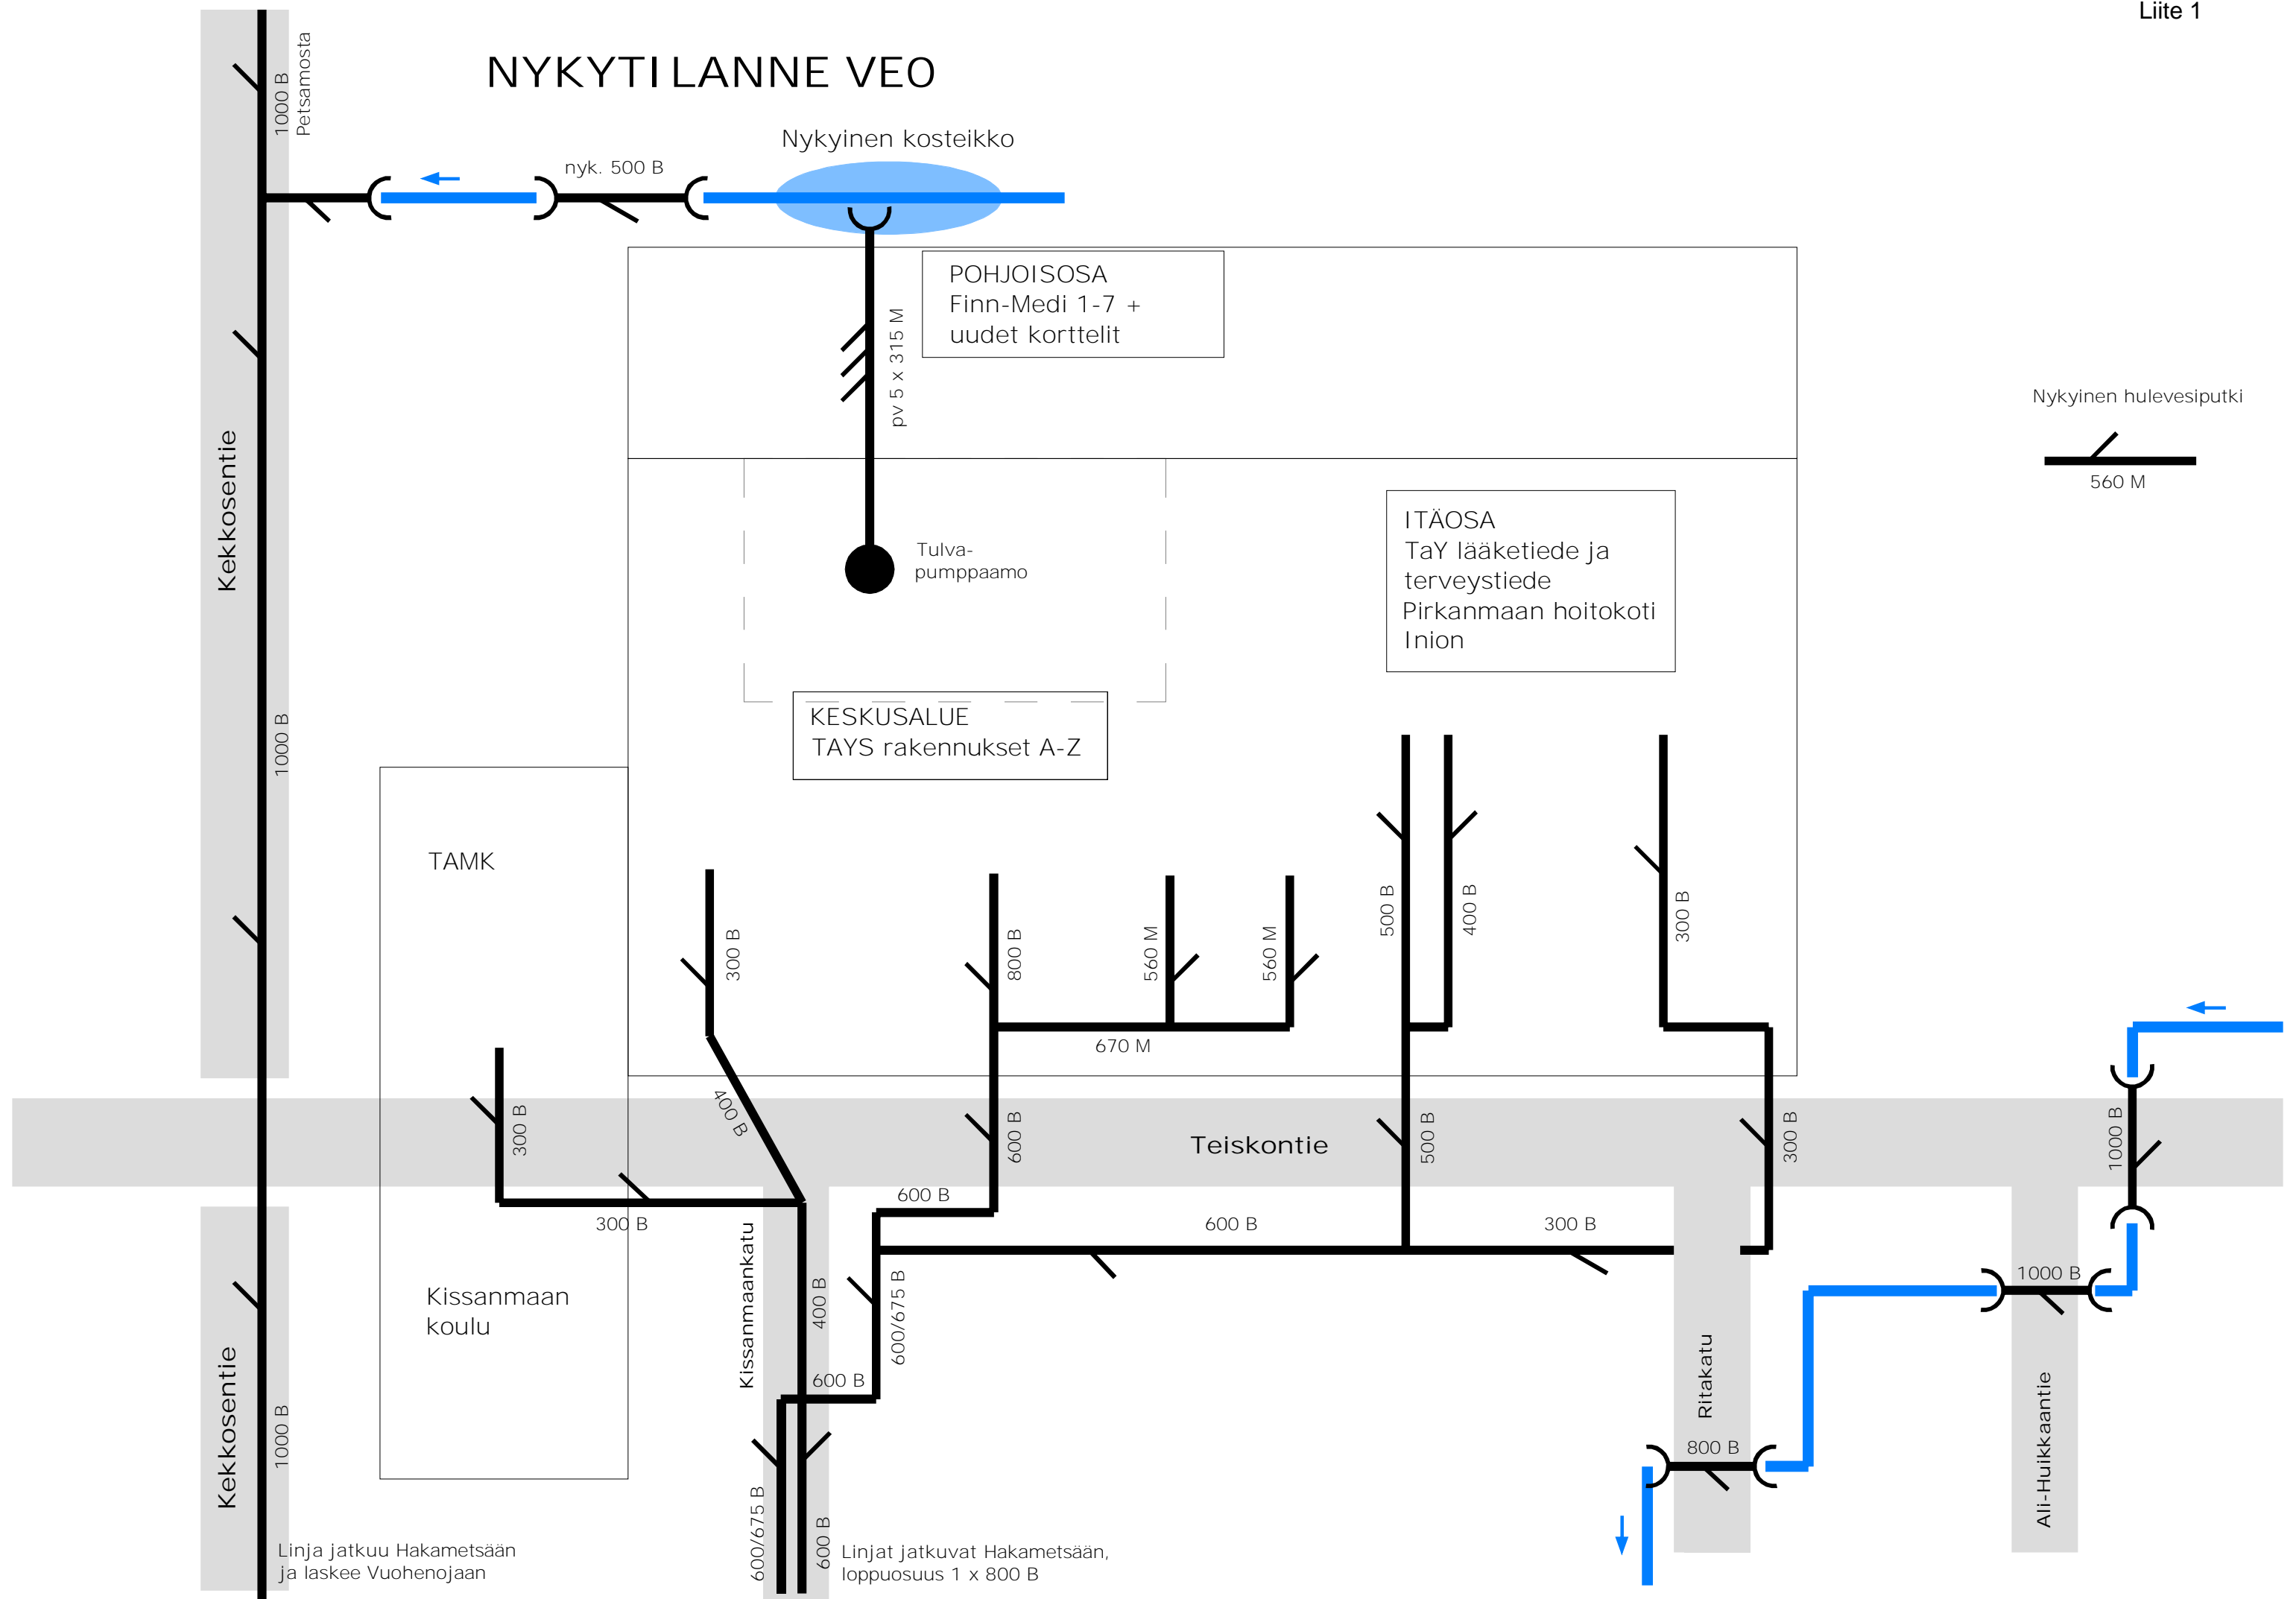 Liite 1
NYKYTILANNE VEO
1000 B
Petsamosta
Nykyinen kosteikko
nyk. 500 B
POHJOISOSA
Finn-Medi 1-7 +
uudet korttelit
pv 5 x 315 M
Nykyinen hulevesiputki
560 M
Kekkosentie
ITÄOSA
TaY lääketiede ja
terveystiede
Pirkanmaan hoitokoti
Inion
Tulva-
pumppaamo
KESKUSALUE
TAYS rakennukset A-Z
1000 B
TAMK
300 B
800 B
560 M
560 M
500 B
400 B
300 B
670 M
300 B
400 B
600 B
Teiskontie
500 B
300 B
1000 B
300 B
600 B
600 B
300 B
Kissanmaankatu
400 B
600/675 B
1000 B
Kissanmaan
koulu
600 B
Kekkosentie
1000 B
Riitakatu
800 B
Ali-Huikkaantie
600/675 B
600 B
Linja jatkuu Hakametsään
ja laskee Vuohenojaan
Linjat jatkuvat Hakametsään,
loppuosuus 1 x 800 B